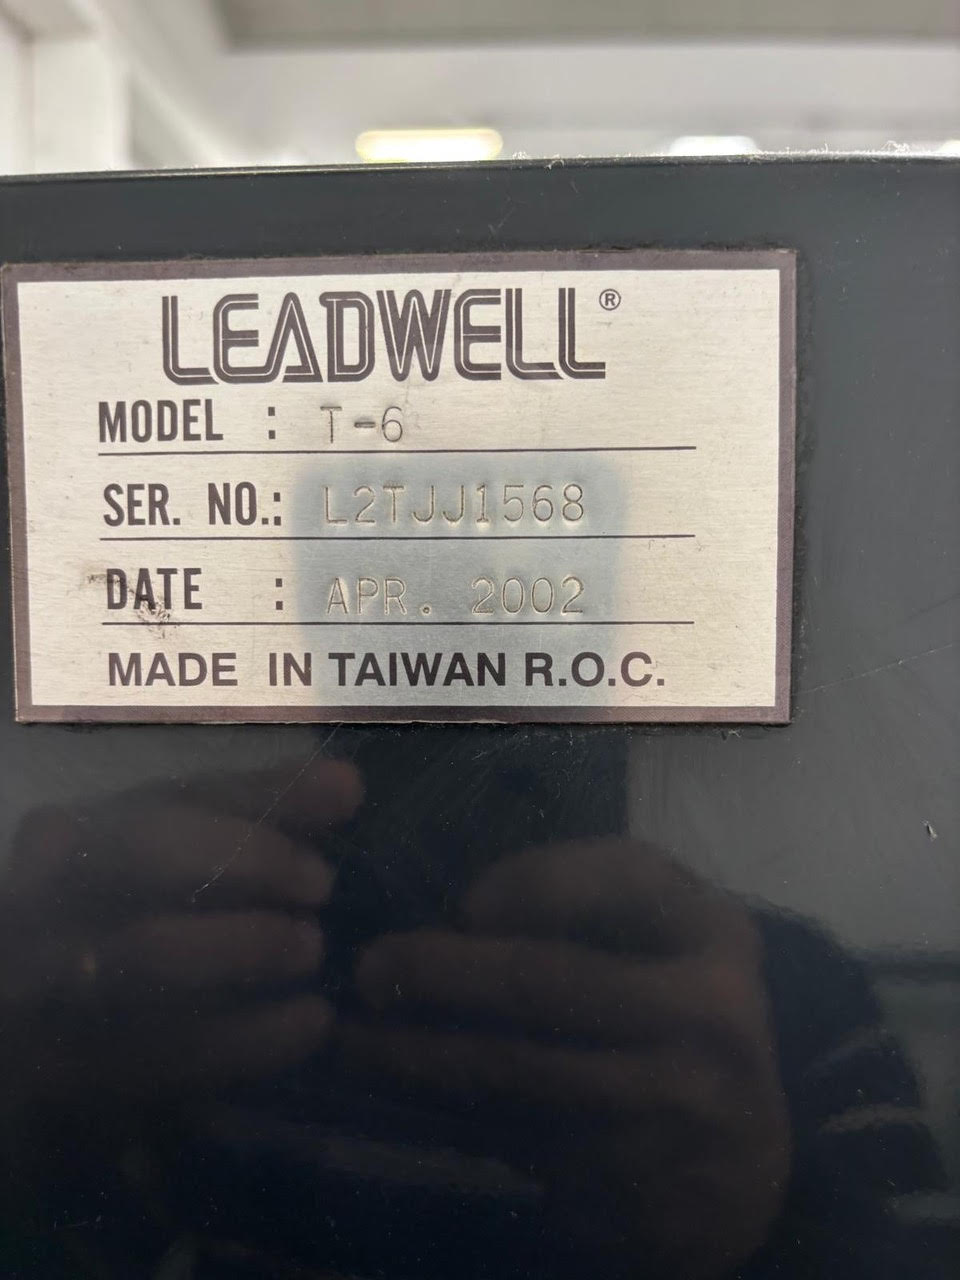 LEADWELL®
MODEL : T-6
SER. NO.: L2TJJ1568
DATE : APR. 2002
MADE IN TAIWAN R.O.C.